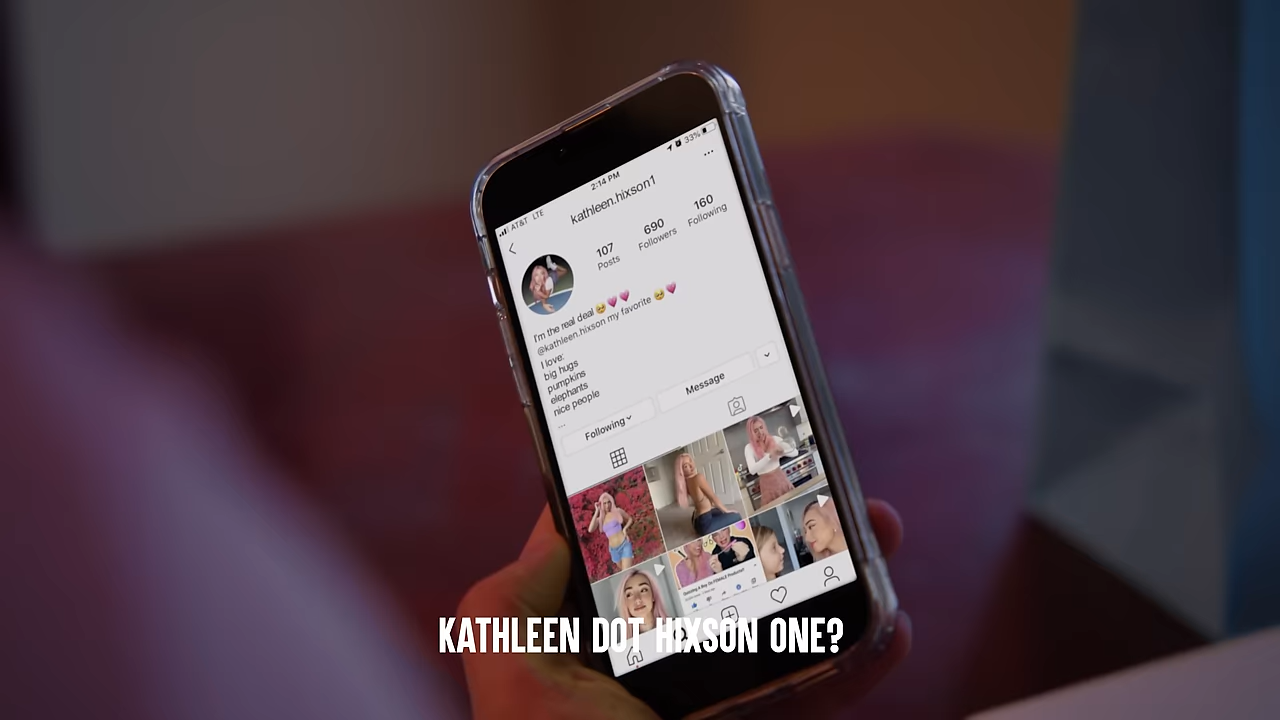 AT&T LTE
2:14 PM
33%
kathleen.hixson1
107
Posts
690
Followers
160
Following
I'm the real deal 🥺💗💗
@kathleen.hixson my favorite 🥺💗
I love:
big hugs
pumpkins
elephants
nice people
...
Following
Message
KATHLEEN DOT HIXSON ONE?